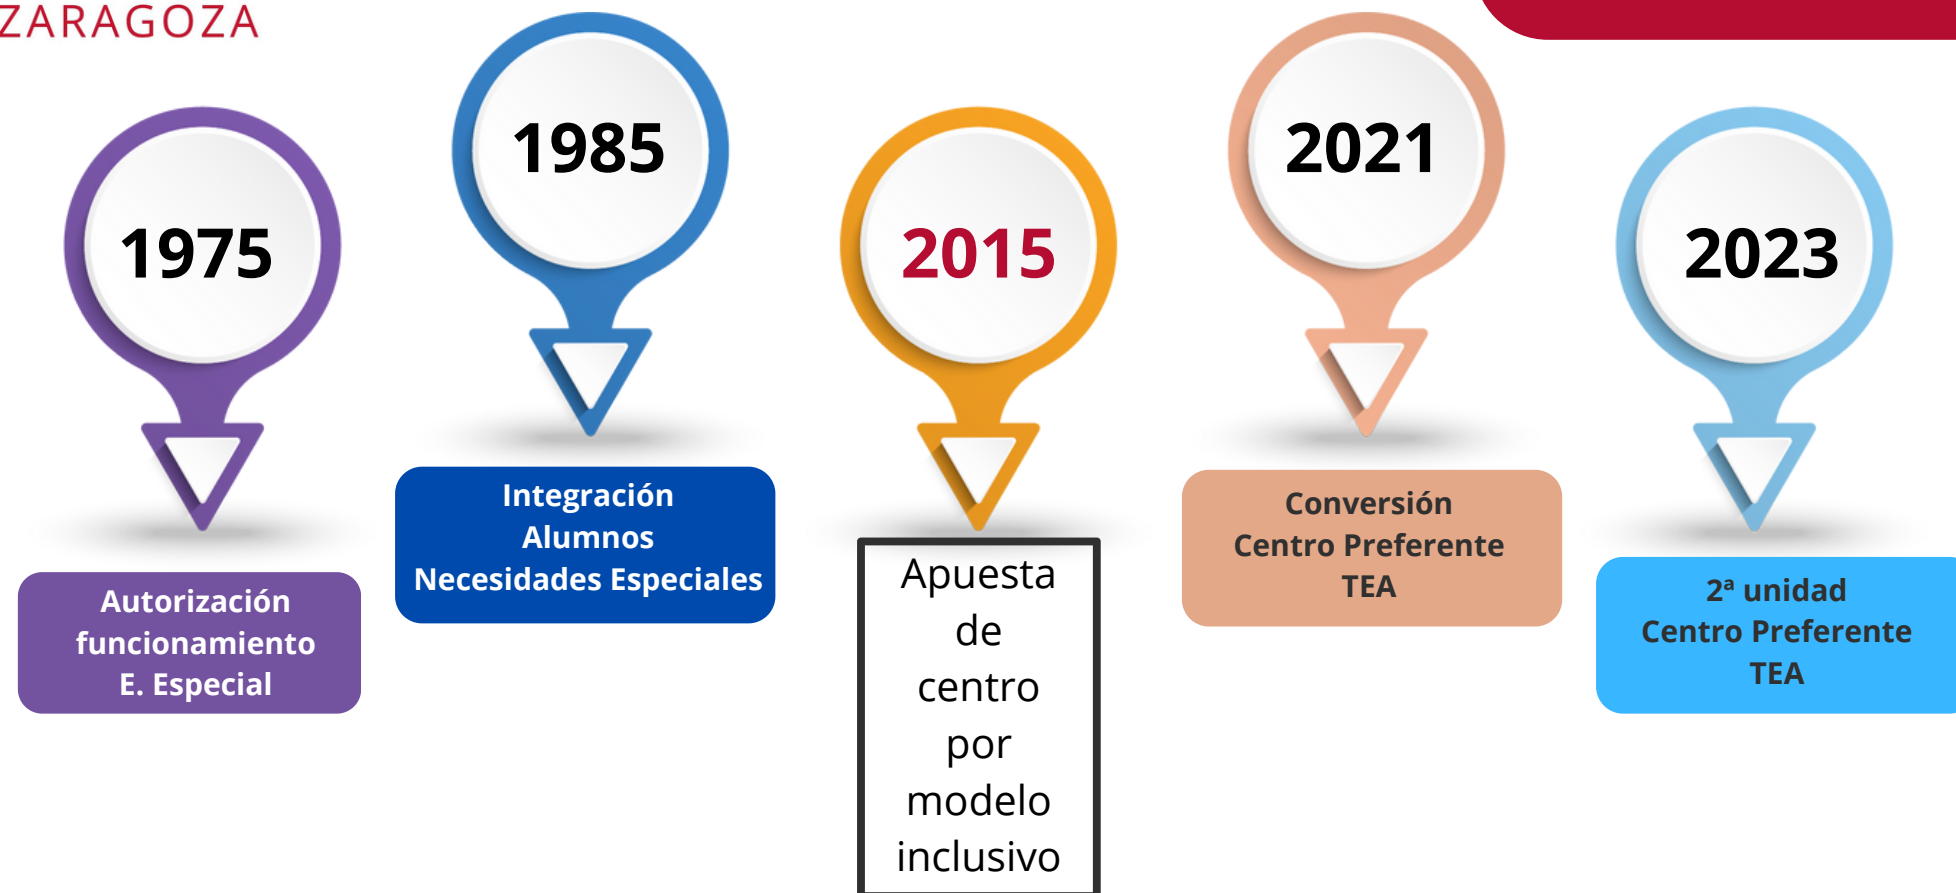 ZARAGOZA
1975
Autorización
funcionamiento
E. Especial
1985
Integración
Alumnos
Necesidades Especiales
2015
Apuesta
de
centro
por
modelo
inclusivo
2021
Conversión
Centro Preferente
TEA
2023
2ª unidad
Centro Preferente
TEA